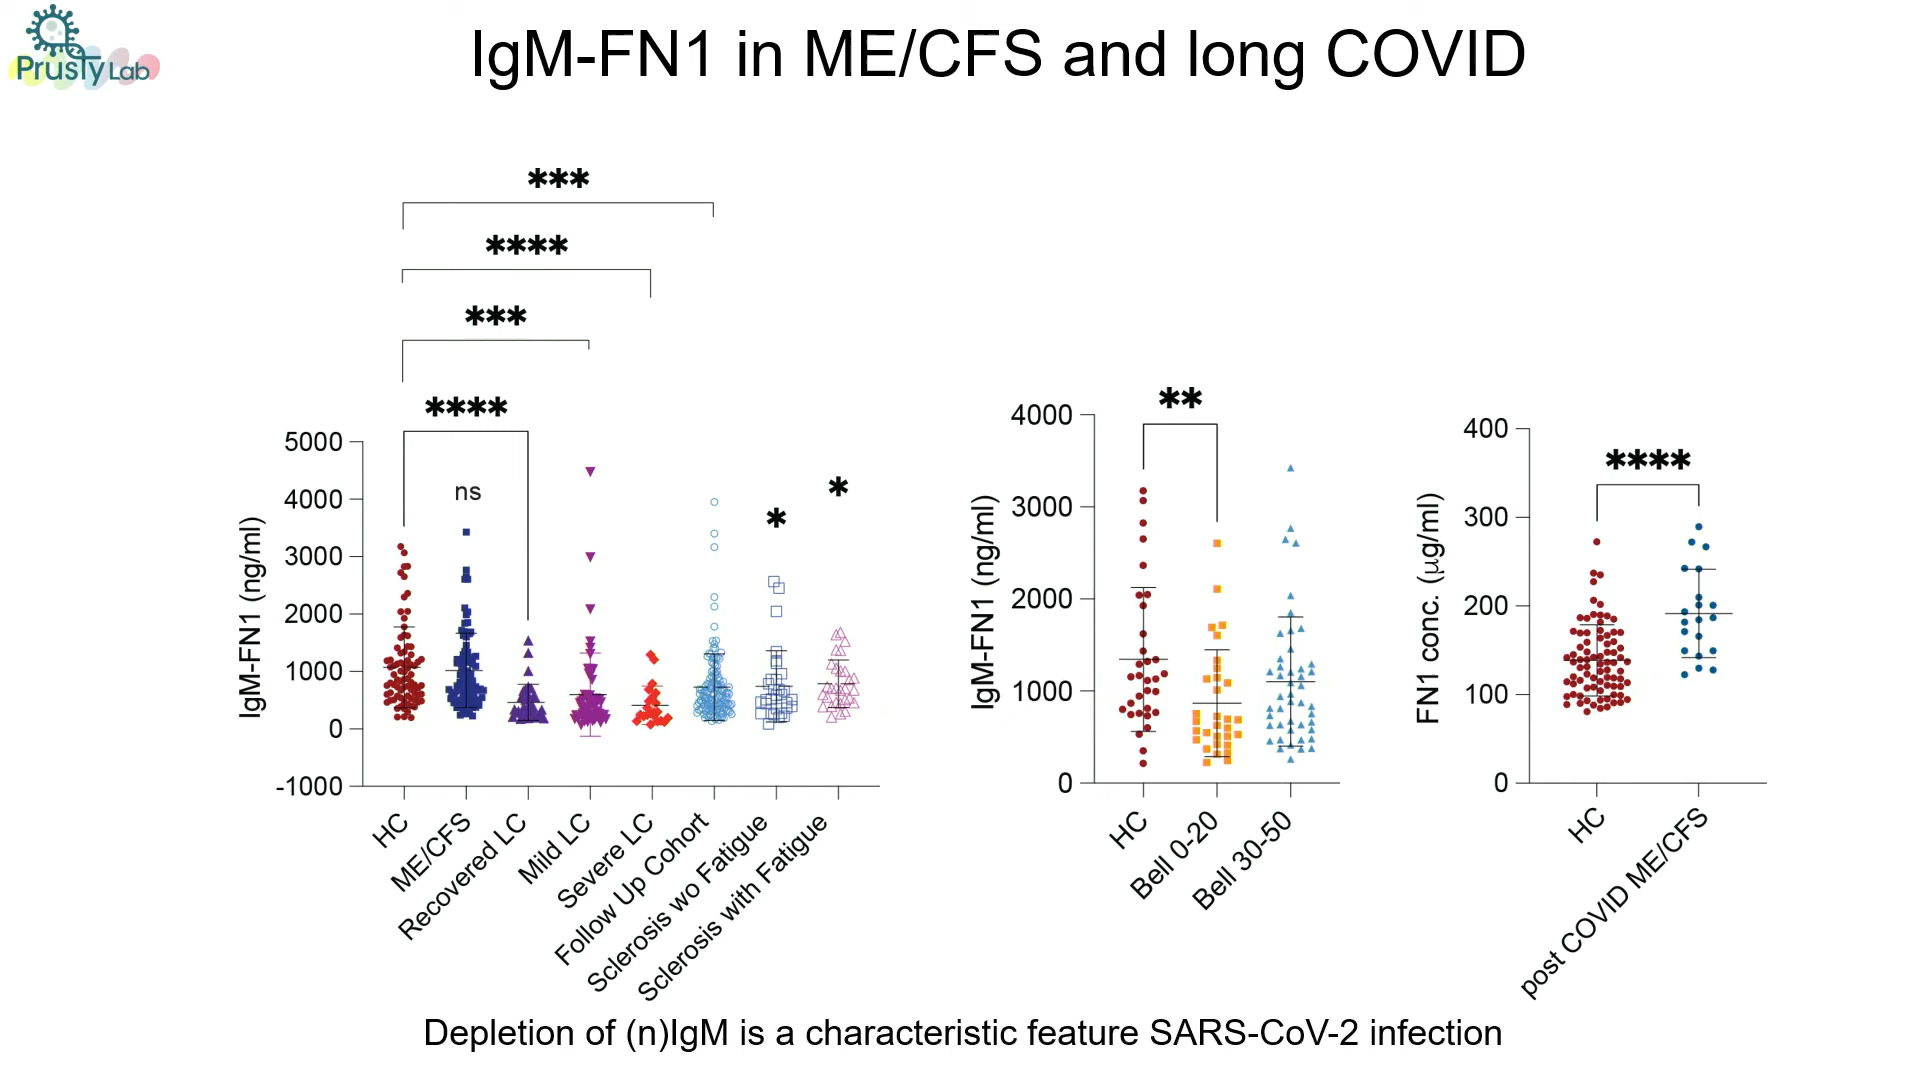 Prusty Lab
IgM-FN1 in ME/CFS and long COVID
***
****
***
****
ns
*
*
IgM-FN1 (ng/ml)
5000
4000
3000
2000
1000
0
-1000
HC
ME/CFS
Recovered LC
Mild LC
Severe LC
Follow Up Cohort
Sclerosis wo Fatigue
Sclerosis with Fatigue
**
IgM-FN1 (ng/ml)
4000
3000
2000
1000
0
HC
Bell 0-20
Bell 30-50
****
FN1 conc. (µg/ml)
400
300
200
100
0
HC
post COVID ME/CFS
Depletion of (n)IgM is a characteristic feature SARS-CoV-2 infection